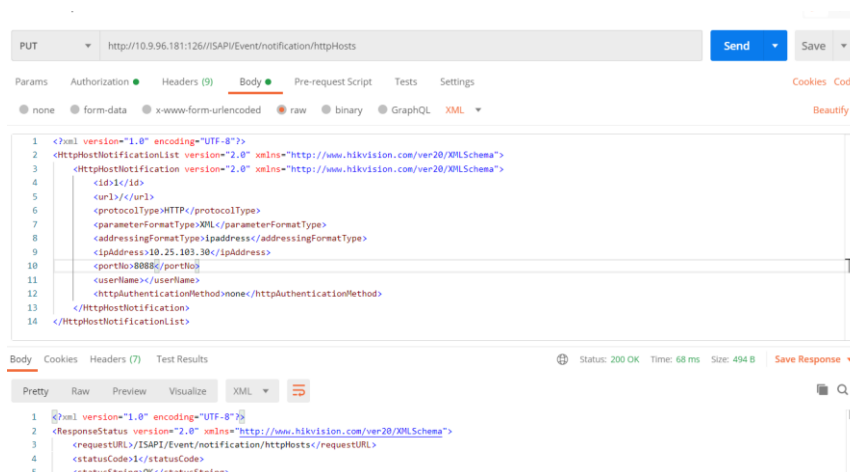 PUT http://10.9.96.181:126//ISAPI/Event/notification/httpHosts Send Save
Params Authorization Headers (9) Body Pre-request Script Tests Settings Cookies Cod
none form-data x-www-form-urlencoded raw binary GraphQL XML Beautify
1 <?xml version="1.0" encoding="UTF-8"?>
2 <HttpHostNotificationList version="2.0" xmlns="http://www.hikvision.com/ver20/XMLSchema">
3 <HttpHostNotification version="2.0" xmlns="http://www.hikvision.com/ver20/XMLSchema">
4 <id>1</id>
5 <url>/</url>
6 <protocolType>HTTP</protocolType>
7 <parameterFormatType>XML</parameterFormatType>
8 <addressingFormatType>ipaddress</addressingFormatType>
9 <ipAddress>10.25.103.30</ipAddress>
10 <portNo>8088</portNo>
11 <userName></userName>
12 <httpAuthenticationMethod>none</httpAuthenticationMethod>
13 </HttpHostNotification>
14 </HttpHostNotificationList>
Body Cookies Headers (7) Test Results Status: 200 OK Time: 68 ms Size: 494 B Save Response
Pretty Raw Preview Visualize XML
1 <?xml version="1.0" encoding="UTF-8"?>
2 <ResponseStatus version="2.0" xmlns="http://www.hikvision.com/ver20/XMLSchema">
3 <requestURL>/ISAPI/Event/notification/httpHosts</requestURL>
4 <statusCode>1</statusCode>
5 <statusString>OK</statusString>